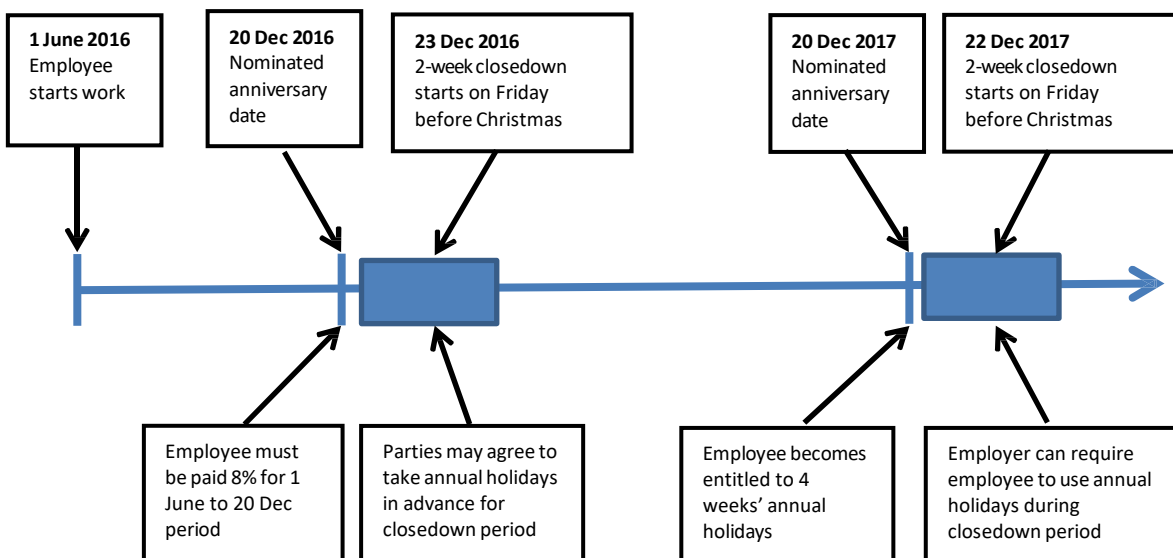 1 June 2016
Employee
starts work
20 Dec 2016
Nominated
anniversary
date
23 Dec 2016
2-week closedown
starts on Friday
before Christmas
20 Dec 2017
Nominated
anniversary
date
22 Dec 2017
2-week closedown
starts on Friday
before Christmas
Employee must
be paid 8% for 1
June to 20 Dec
period
Parties may agree to
take annual holidays
in advance for
closedown period
Employee becomes
entitled to 4
weeks’ annual
holidays
Employer can require
employee to use annual
holidays during
closedown period